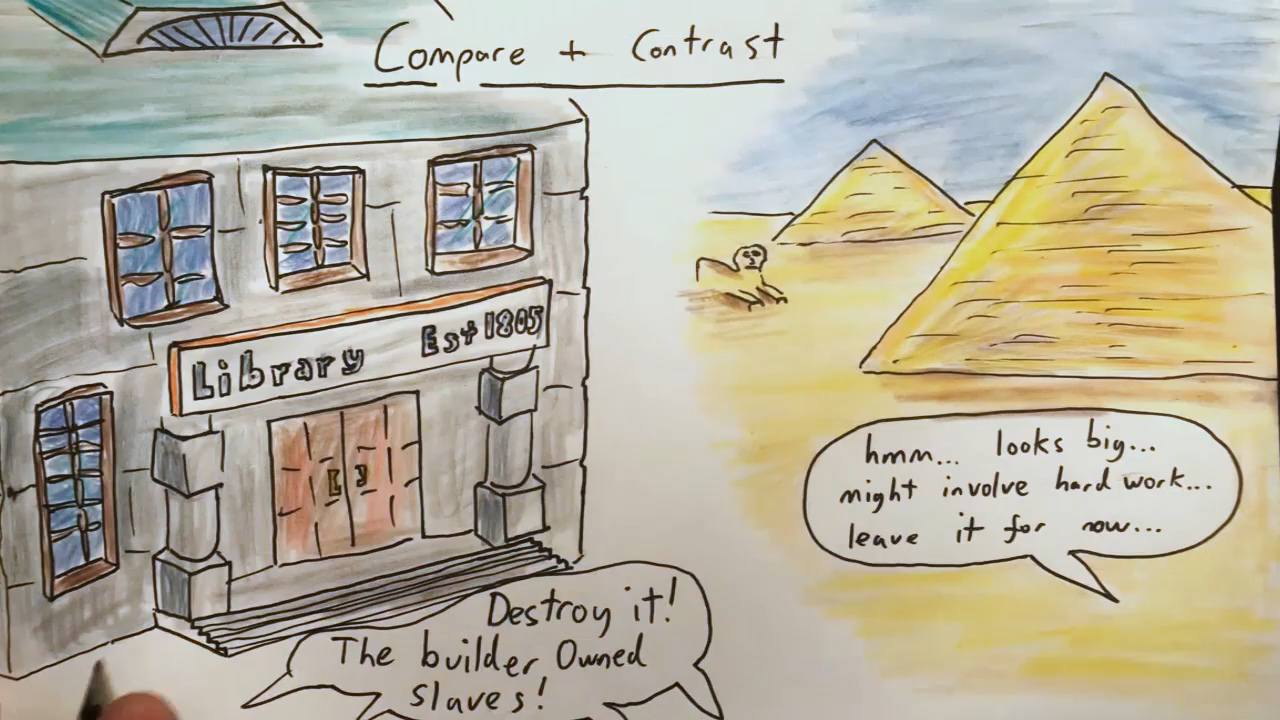 Compare + Contrast
Library Est 1805
Destroy it!
The builder Owned
slaves!
hmm... looks big...
might involve hard work...
leave it for now...